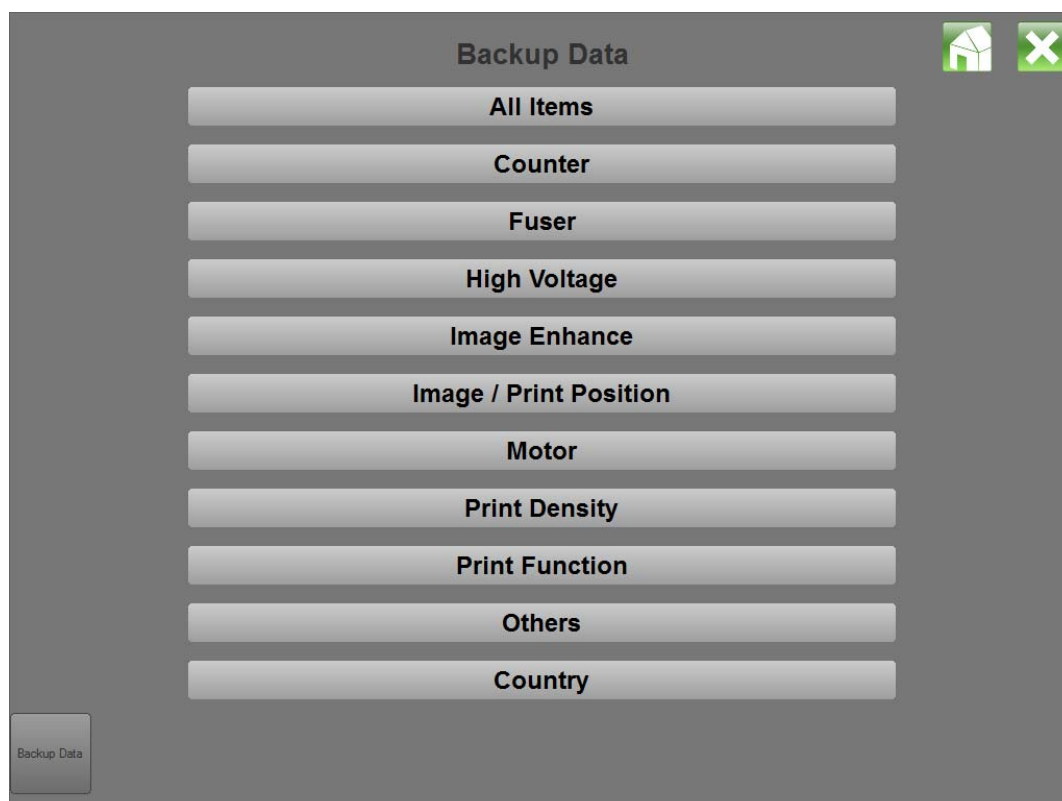 Backup Data
All Items
Counter
Fuser
High Voltage
Image Enhance
Image / Print Position
Motor
Print Density
Print Function
Others
Country
Backup Data